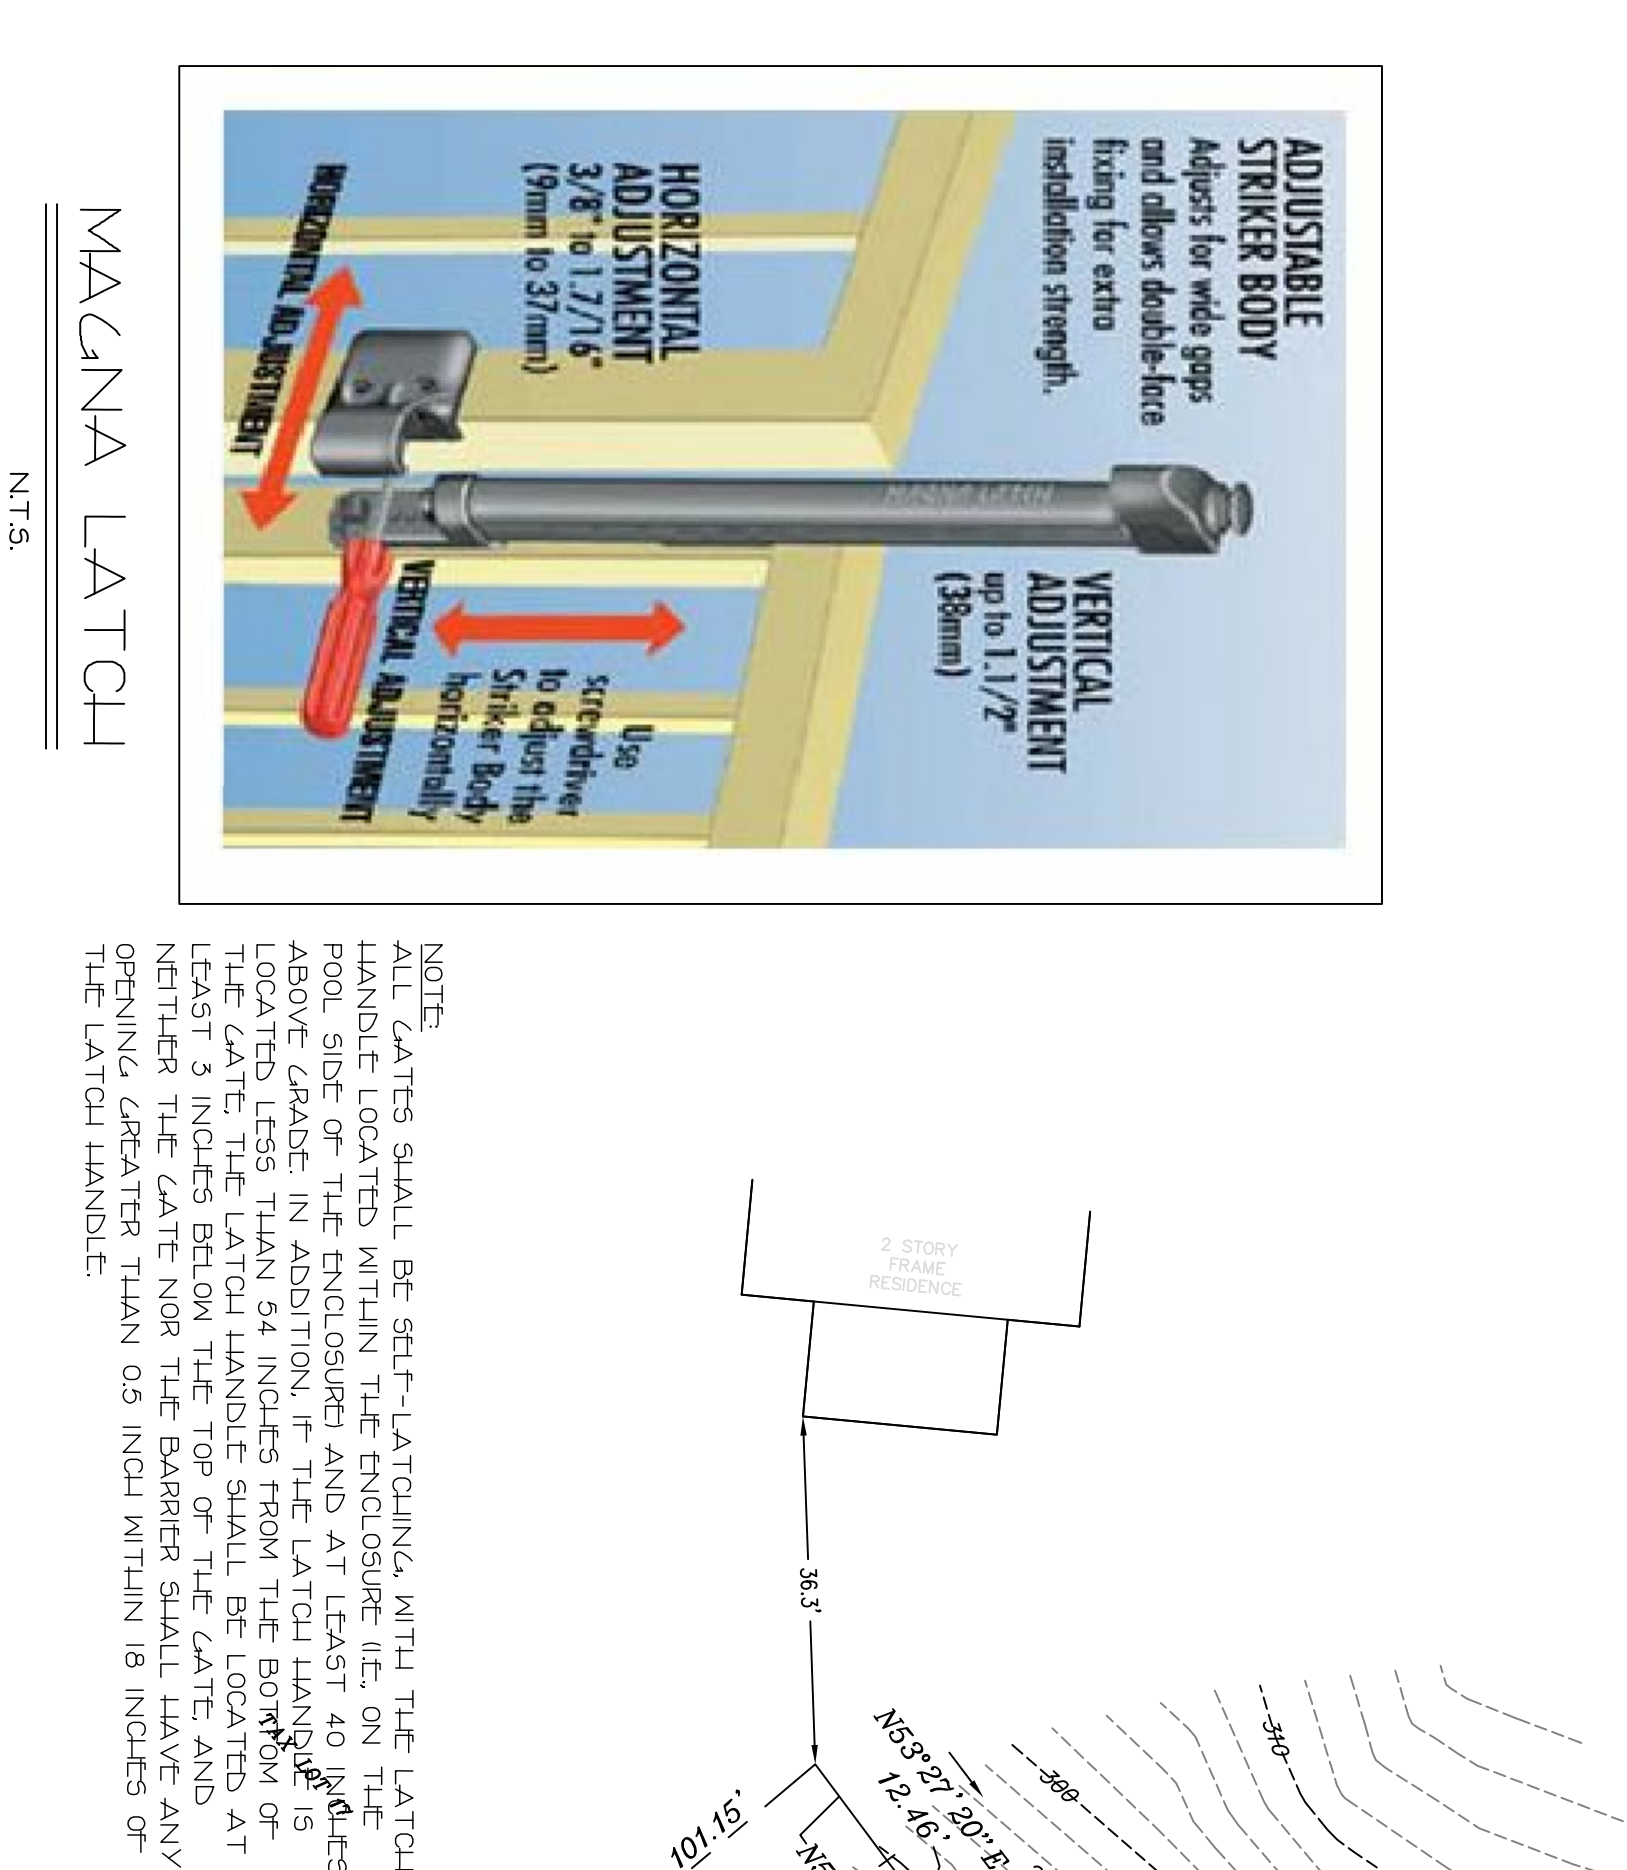 ADJUSTABLE
STRIKER BODY
Adjusts for wide gaps
and allows double-face
fixing for extra
installation strength.
VERTICAL
ADJUSTMENT
up to 1.1/2"
(38mm)
HORIZONTAL
ADJUSTMENT
3/8" to 1.7/16"
(9mm to 37mm)
MAGNA LATCH
Use
screwdriver
to adjust the
Striker Body
horizontally
VERTICAL ADJUSTMENT
HORIZONTAL ADJUSTMENT
MAGNA LATCH
N.T.S.
NOTE:
ALL GATES SHALL BE SELF-LATCHING, WITH THE LATCH
HANDLE LOCATED WITHIN THE ENCLOSURE (I.E., ON THE
POOL SIDE OF THE ENCLOSURE) AND AT LEAST 40 INCHES
ABOVE GRADE. IN ADDITION, IF THE LATCH HANDLE IS
LOCATED LESS THAN 54 INCHES FROM THE BOTTOM OF
THE GATE, THE LATCH HANDLE SHALL BE LOCATED AT
LEAST 3 INCHES BELOW THE TOP OF THE GATE, AND
NEITHER THE GATE NOR THE BARRIER SHALL HAVE ANY
OPENING GREATER THAN 0.5 INCH WITHIN 18 INCHES OF
THE LATCH HANDLE.
TAX LOT 17
2 STORY
FRAME
RESIDENCE
36.3'
310
300
N53°27'20"E
12.46'
101.15'